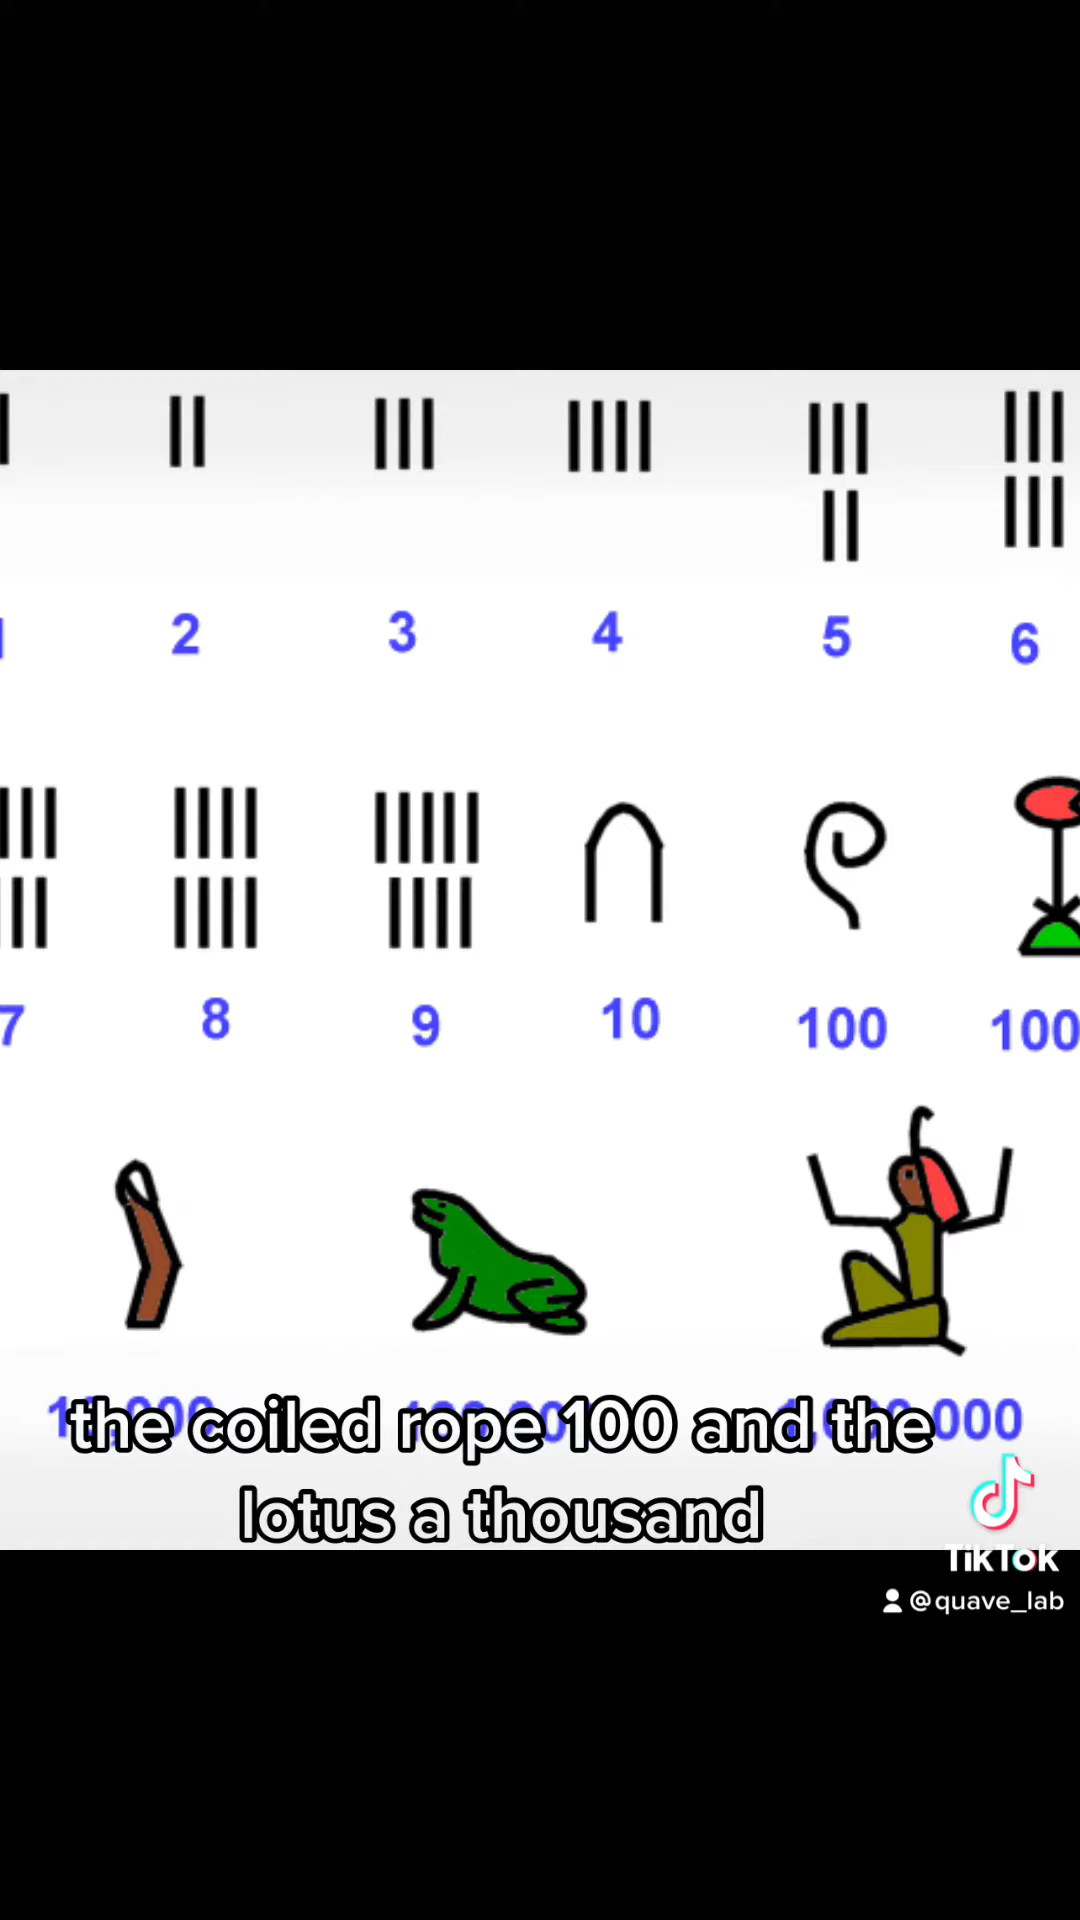 2 3 4 5 6
7 8 9 10 100 100
000
the coiled rope 100 and the
lotus a thousand
TikTok
@quave_lab